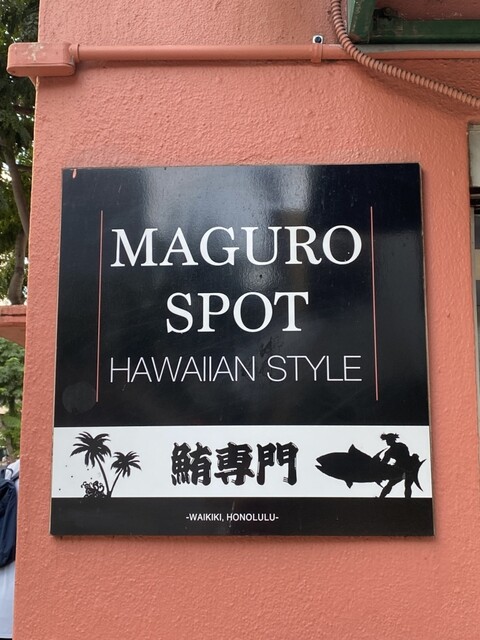 MAGURO
SPOT
HAWAIIAN STYLE
鮪専門
-WAIKIKI, HONOLULU-